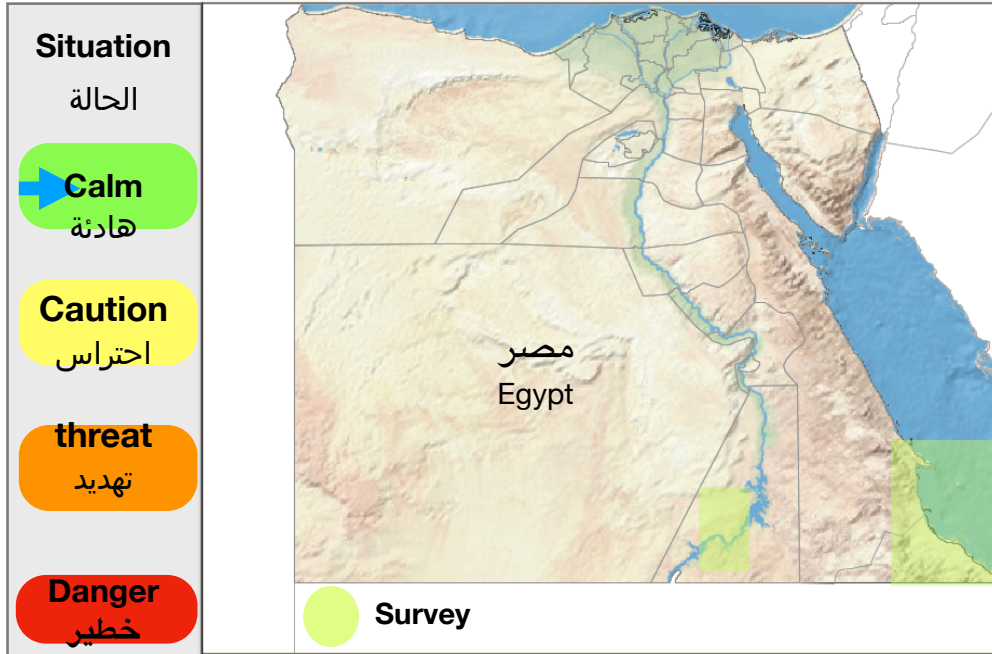 Situation
الحالة
Calm
هادئة
Caution
احتراس
threat
تهديد
Danger
خطير
مصر
Egypt
Survey